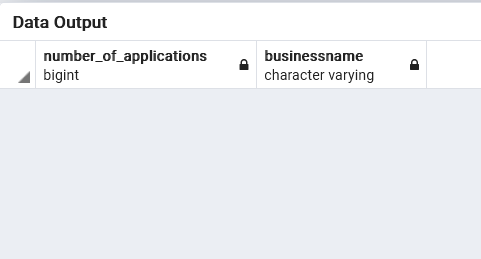 Data Output
number_of_applications
bigint
businessname
character varying